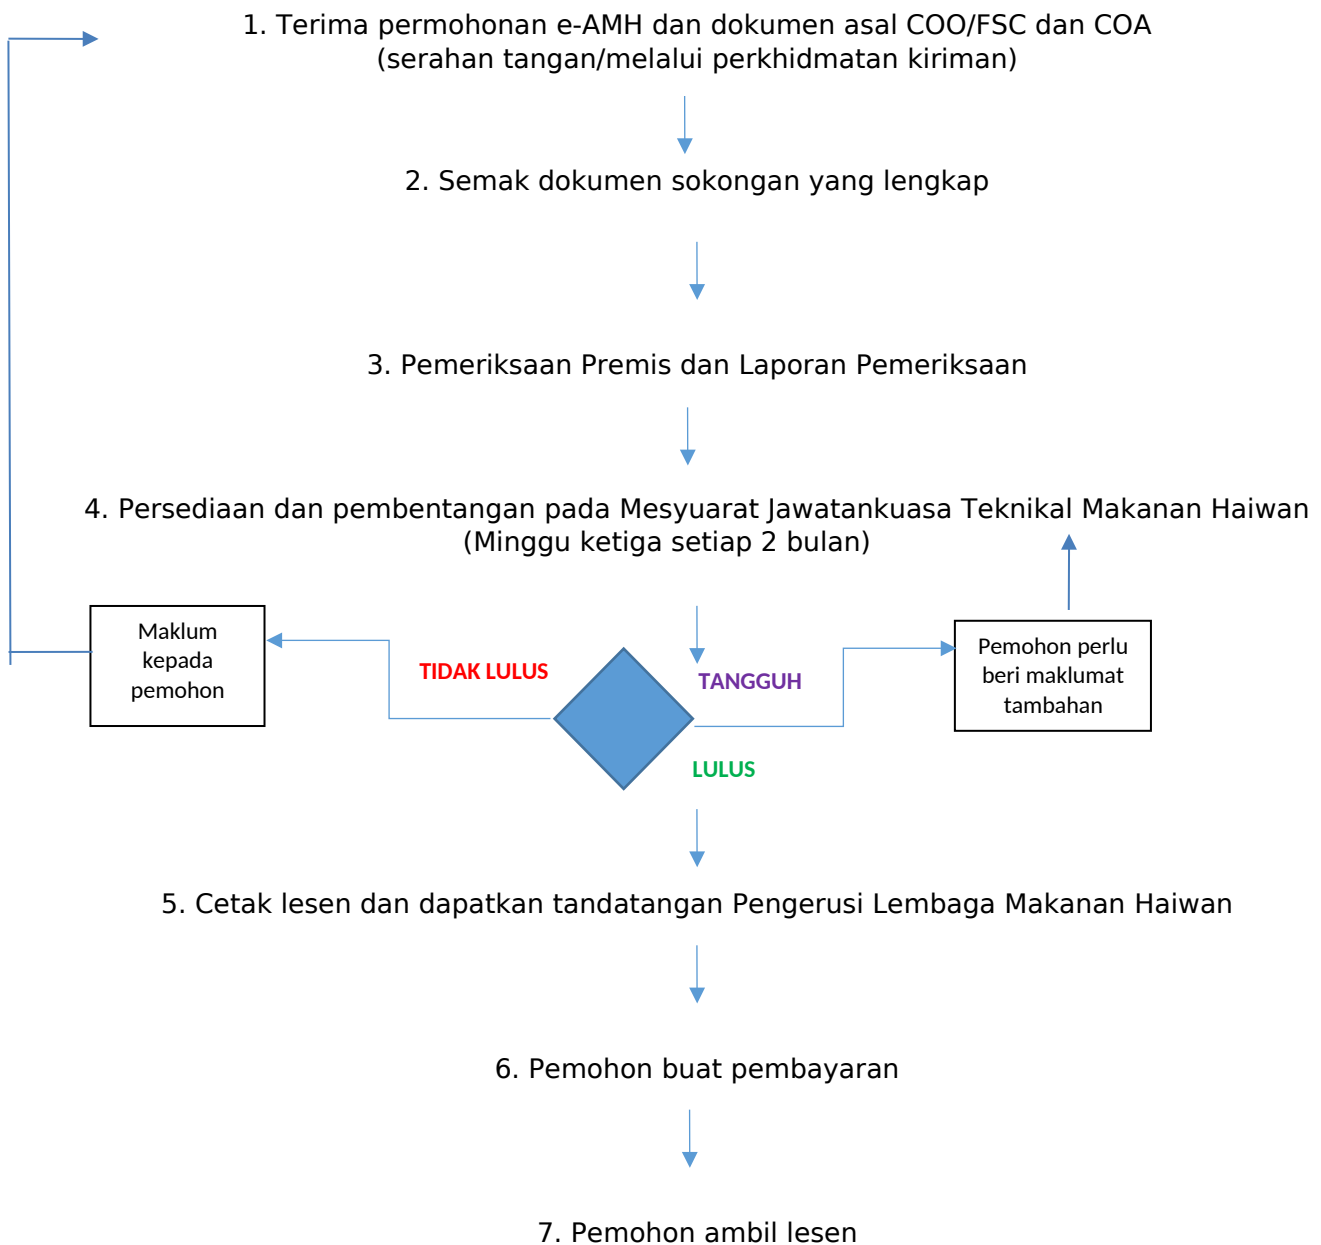 1. Terima permohonan e-AMH dan dokumen asal COO/FSC dan COA
(serahan tangan/melalui perkhidmatan kiriman)
2. Semak dokumen sokongan yang lengkap
3. Pemeriksaan Premis dan Laporan Pemeriksaan
4. Persediaan dan pembentangan pada Mesyuarat Jawatankuasa Teknikal Makanan Haiwan
(Minggu ketiga setiap 2 bulan)
Maklum
kepada
pemohon
TIDAK LULUS
TANGGUH
Pemohon perlu
beri maklumat
tambahan
LULUS
5. Cetak lesen dan dapatkan tandatangan Pengerusi Lembaga Makanan Haiwan
6. Pemohon buat pembayaran
7. Pemohon ambil lesen